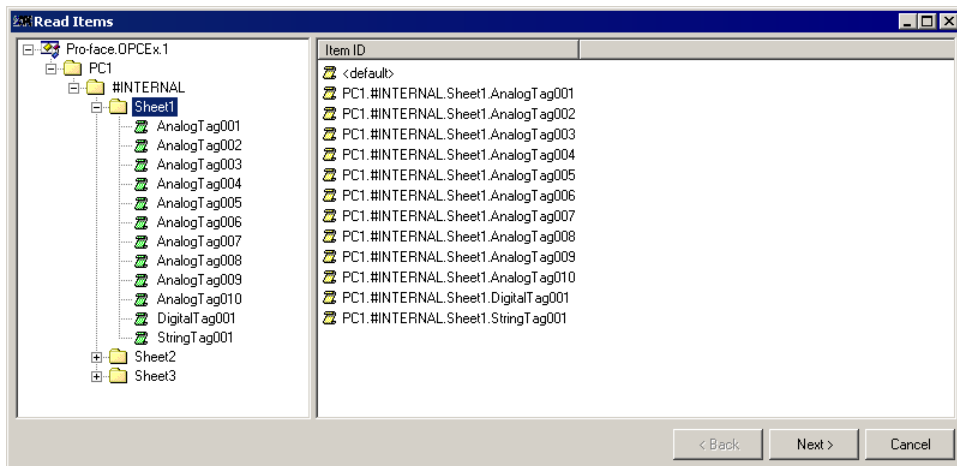 Read Items
Pro-face.OPCEx.1
PC1
#INTERNAL
Sheet1
AnalogTag001
AnalogTag002
AnalogTag003
AnalogTag004
AnalogTag005
AnalogTag006
AnalogTag007
AnalogTag008
AnalogTag009
AnalogTag010
DigitalTag001
StringTag001
Sheet2
Sheet3
Item ID
<default>
PC1.#INTERNAL.Sheet1.AnalogTag001
PC1.#INTERNAL.Sheet1.AnalogTag002
PC1.#INTERNAL.Sheet1.AnalogTag003
PC1.#INTERNAL.Sheet1.AnalogTag004
PC1.#INTERNAL.Sheet1.AnalogTag005
PC1.#INTERNAL.Sheet1.AnalogTag006
PC1.#INTERNAL.Sheet1.AnalogTag007
PC1.#INTERNAL.Sheet1.AnalogTag008
PC1.#INTERNAL.Sheet1.AnalogTag009
PC1.#INTERNAL.Sheet1.AnalogTag010
PC1.#INTERNAL.Sheet1.DigitalTag001
PC1.#INTERNAL.Sheet1.StringTag001
< Back
Next >
Cancel